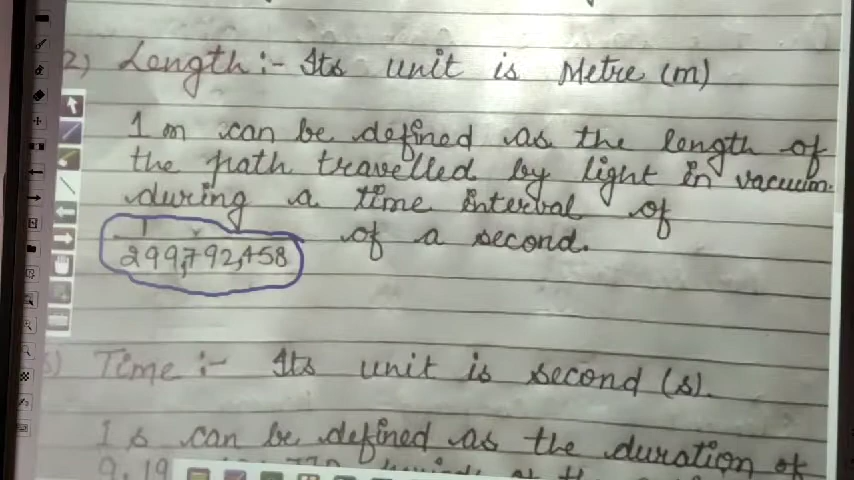 2) Length :- Its unit is Metre (m)
1 m can be defined as the length of
the path travelled by light in vacuum.
during a time interval of
1
299,792,458 of a second.
Time :- Its unit is second (s).
1 s can be defined as the duration of
9,19